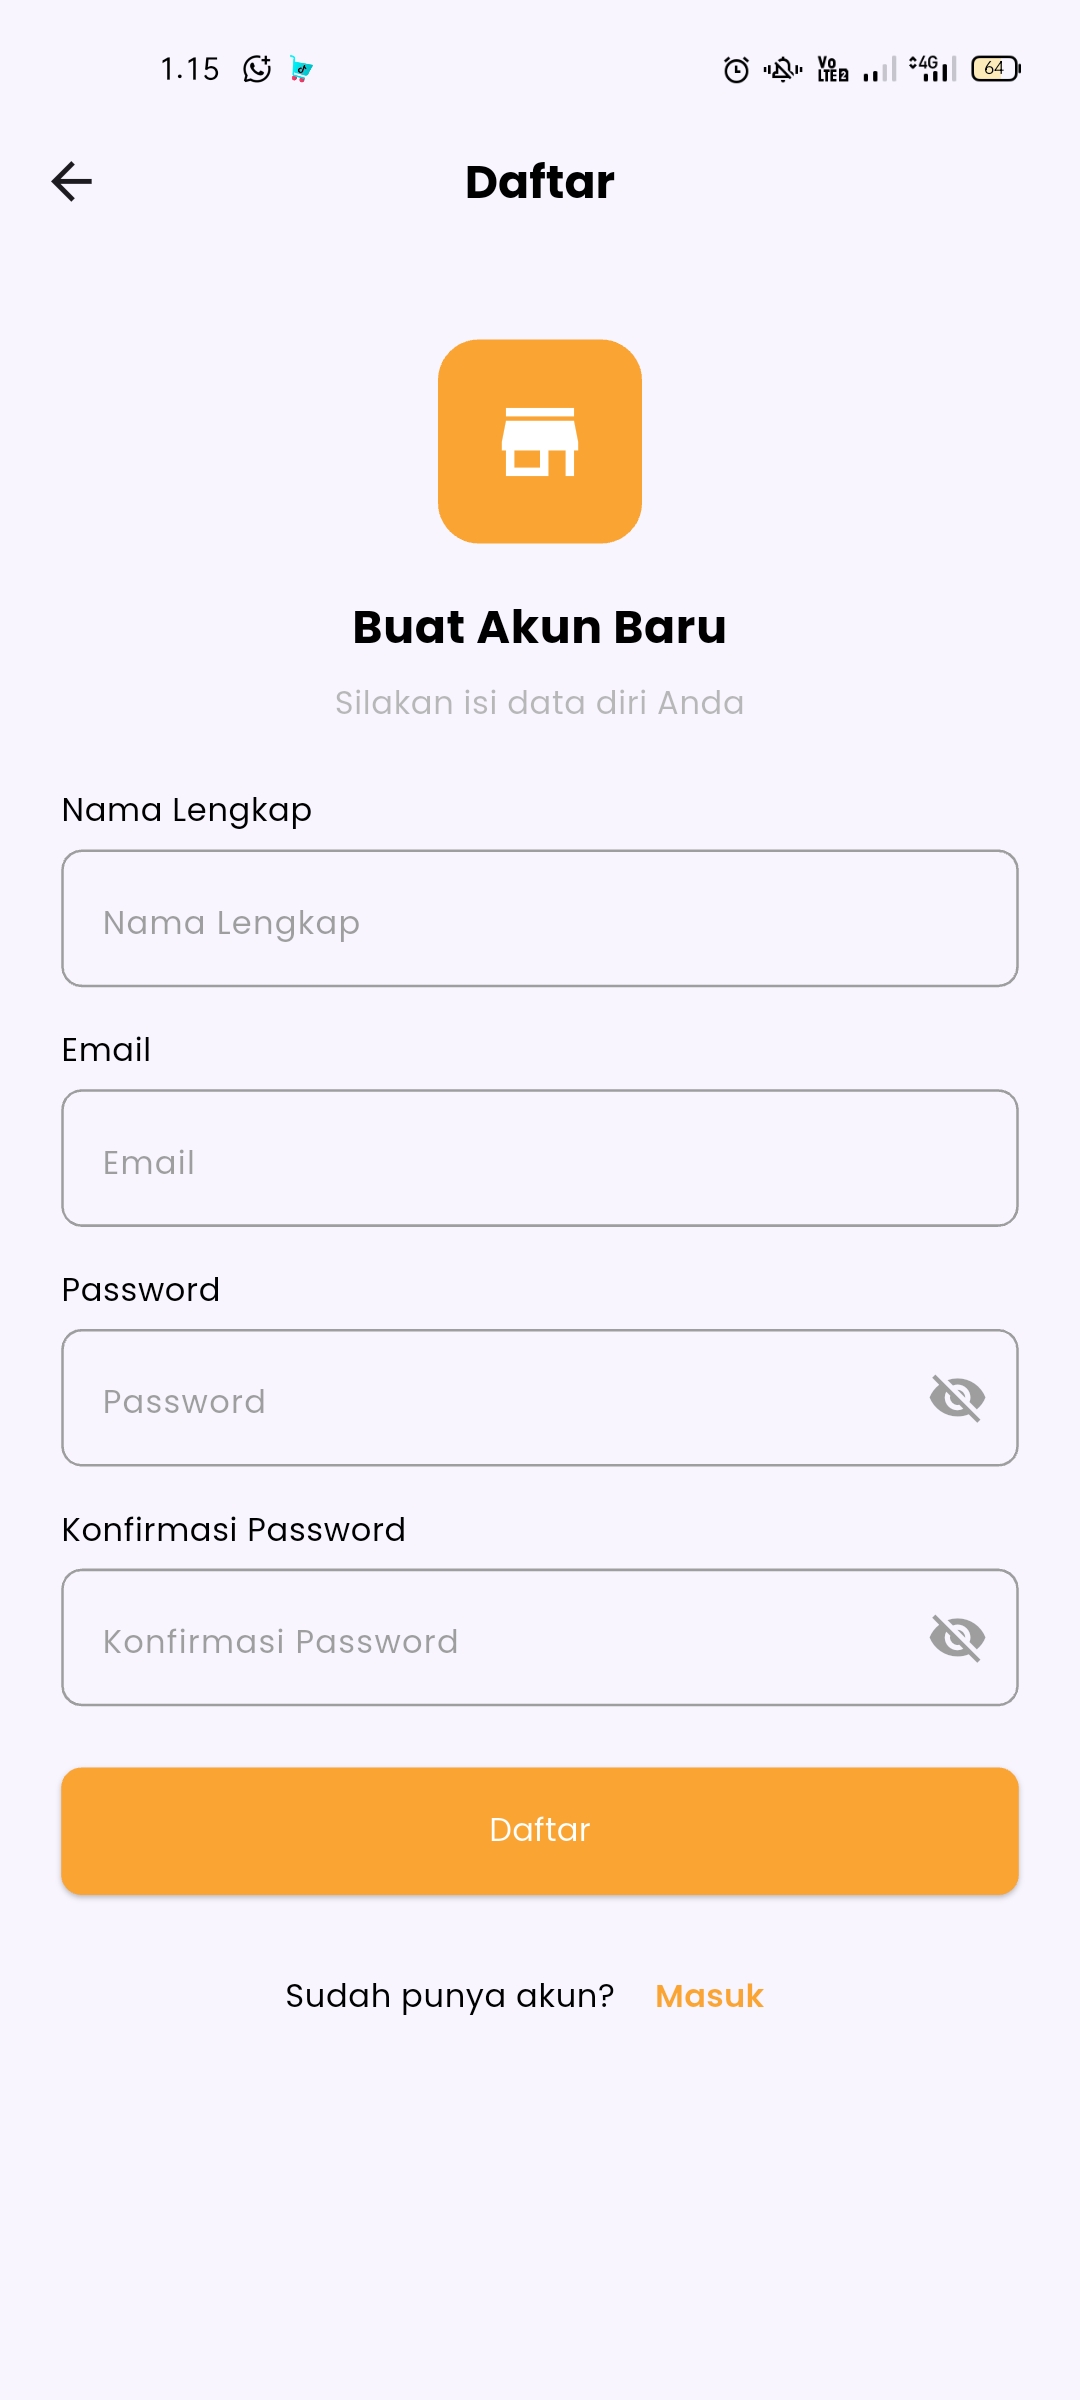 1.15 Vo LTE2 4G 64
Daftar
Buat Akun Baru
Silakan isi data diri Anda
Nama Lengkap
Nama Lengkap
Email
Email
Password
Password
Konfirmasi Password
Konfirmasi Password
Daftar
Sudah punya akun? Masuk